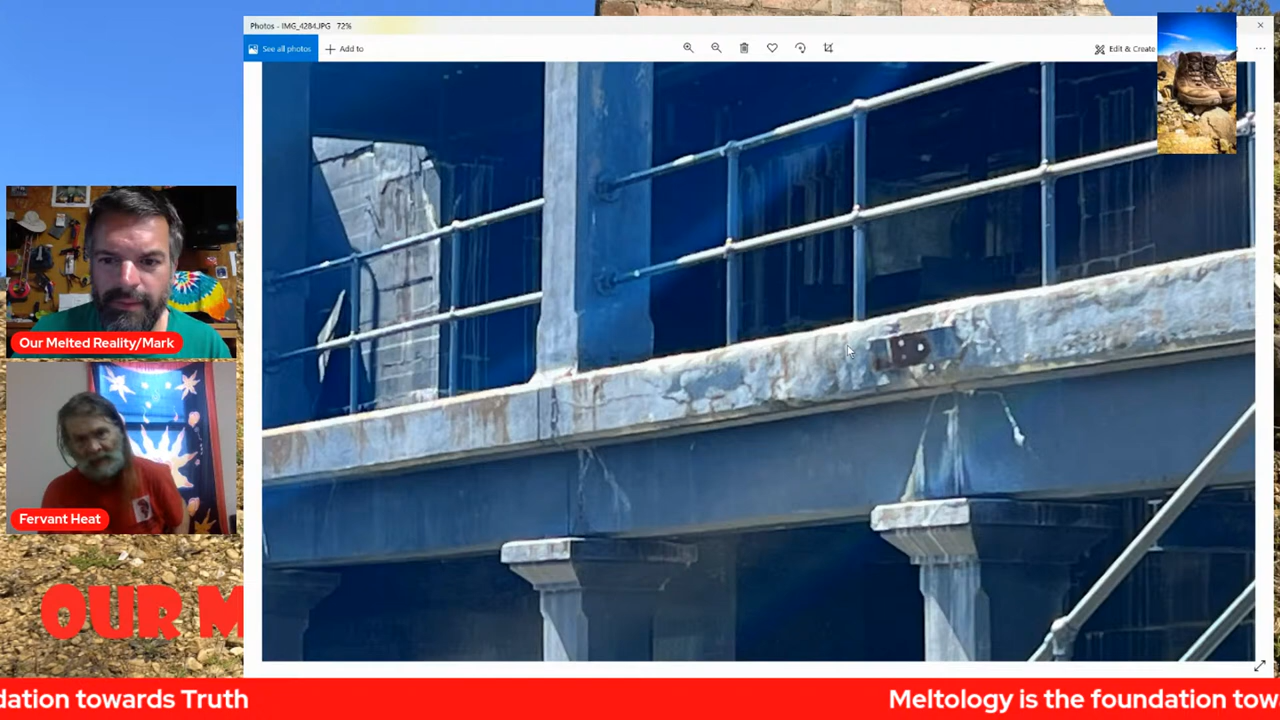 Photos - IMG_4284.JPG 72%
See all photos
Add to
Edit & Create
Our Melted Reality/Mark
Fervant Heat
OUR M
dation towards Truth
Meltology is the foundation tow